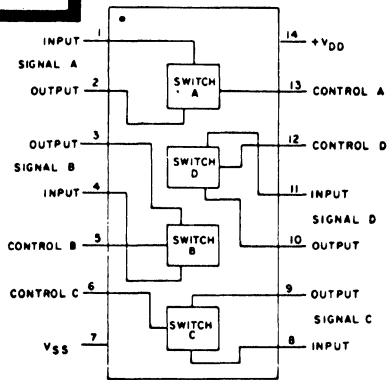 INPUT 1
SIGNAL A
OUTPUT 2
OUTPUT 3
SIGNAL B
INPUT 4
CONTROL B 5
CONTROL C 6
VSS 7
SWITCH A
SWITCH D
SWITCH B
SWITCH C
14 +VDD
13 CONTROL A
12 CONTROL D
11 INPUT
SIGNAL D
10 OUTPUT
9 OUTPUT
SIGNAL C
8 INPUT